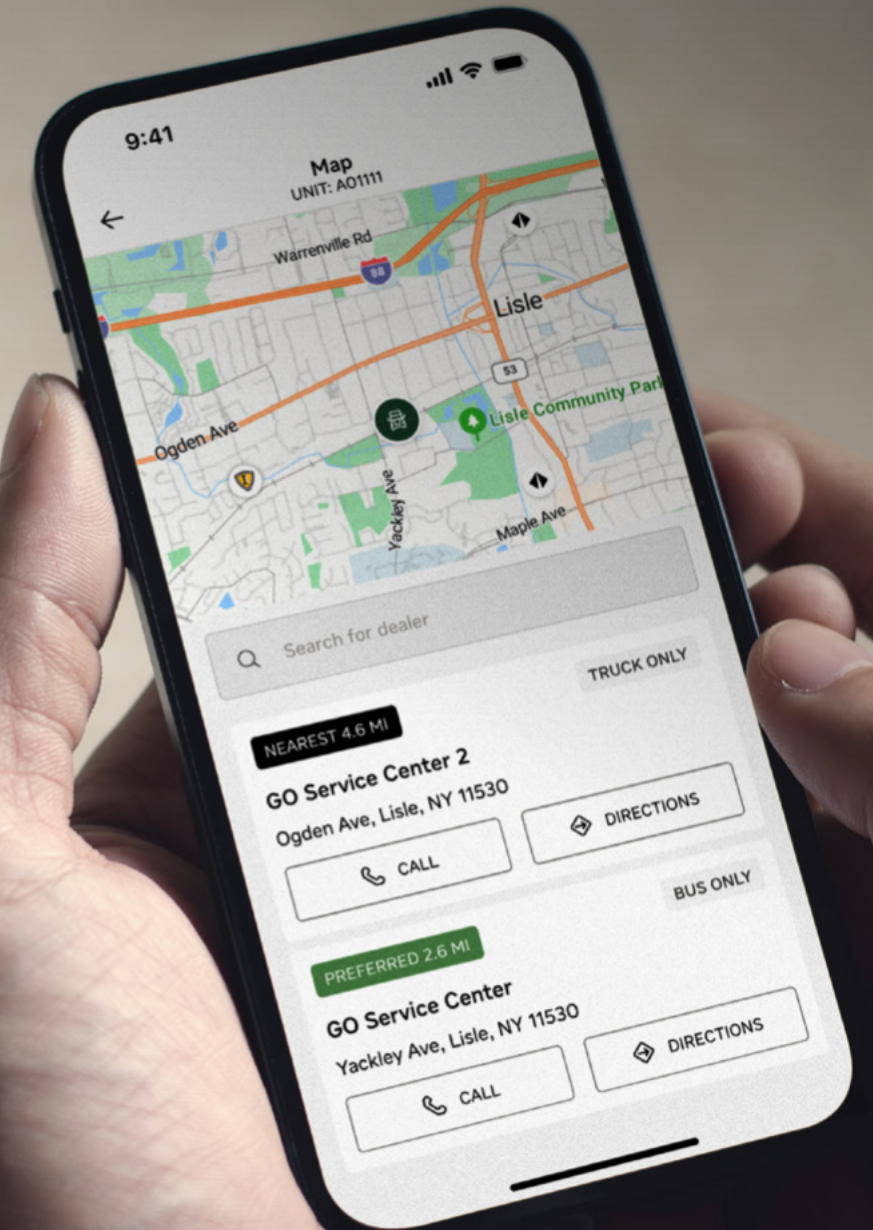 9:41
Map
UNIT: A01111
Warrenville Rd
88
Lisle
53
Lisle Community Park
Ogden Ave
Yackley Ave
Maple Ave
Search for dealer
TRUCK ONLY
NEAREST 4.6 MI
GO Service Center 2
Ogden Ave, Lisle, NY 11530
CALL
DIRECTIONS
BUS ONLY
PREFERRED 2.6 MI
GO Service Center
Yackley Ave, Lisle, NY 11530
CALL
DIRECTIONS